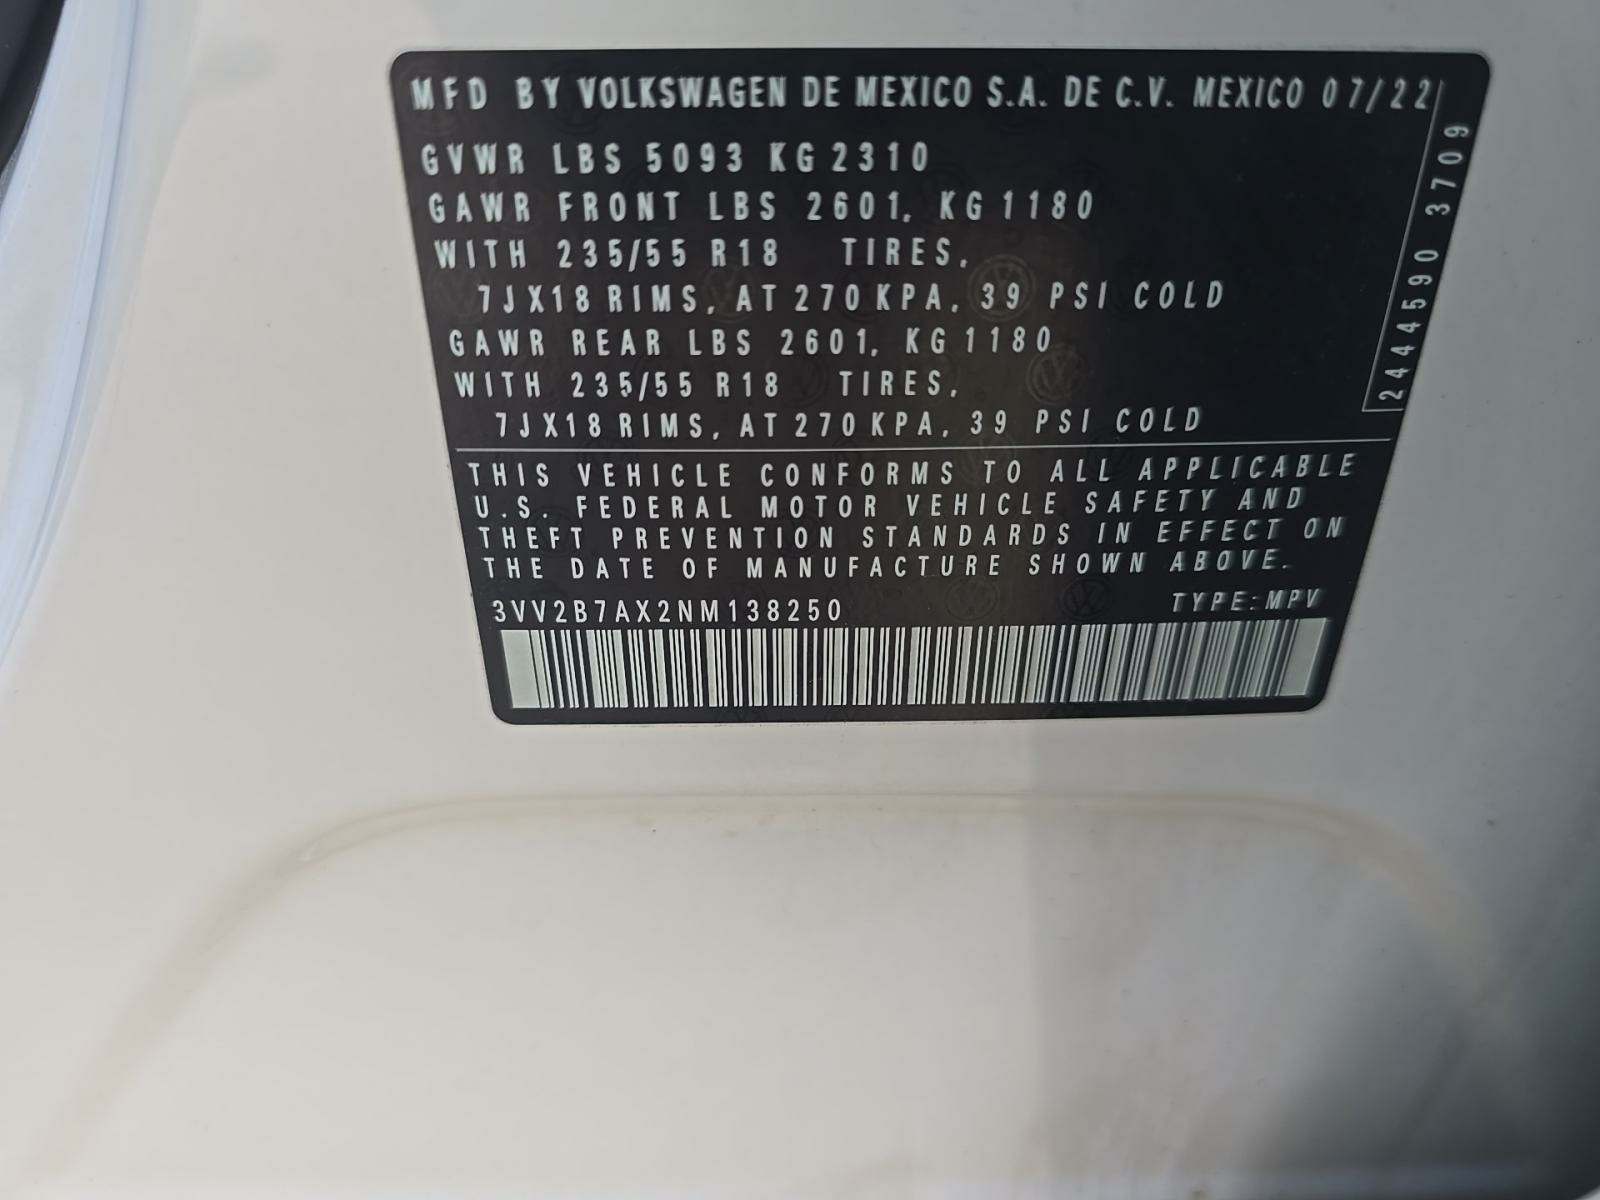 MFD BY VOLKSWAGEN DE MEXICO S.A. DE C.V. MEXICO 07/22
GVWR LBS 5093 KG 2310
GAWR FRONT LBS 2601, KG 1180
WITH 235/55 R18 TIRES,
7JX18 RIMS, AT 270 KPA, 39 PSI COLD
GAWR REAR LBS 2601, KG 1180
WITH 235/55 R18 TIRES,
7JX18 RIMS, AT 270 KPA, 39 PSI COLD
2444590 3709
THIS VEHICLE CONFORMS TO ALL APPLICABLE
U.S. FEDERAL MOTOR VEHICLE SAFETY AND
THEFT PREVENTION STANDARDS IN EFFECT ON
THE DATE OF MANUFACTURE SHOWN ABOVE.
3VV2B7AX2NM138250 TYPE:MPV